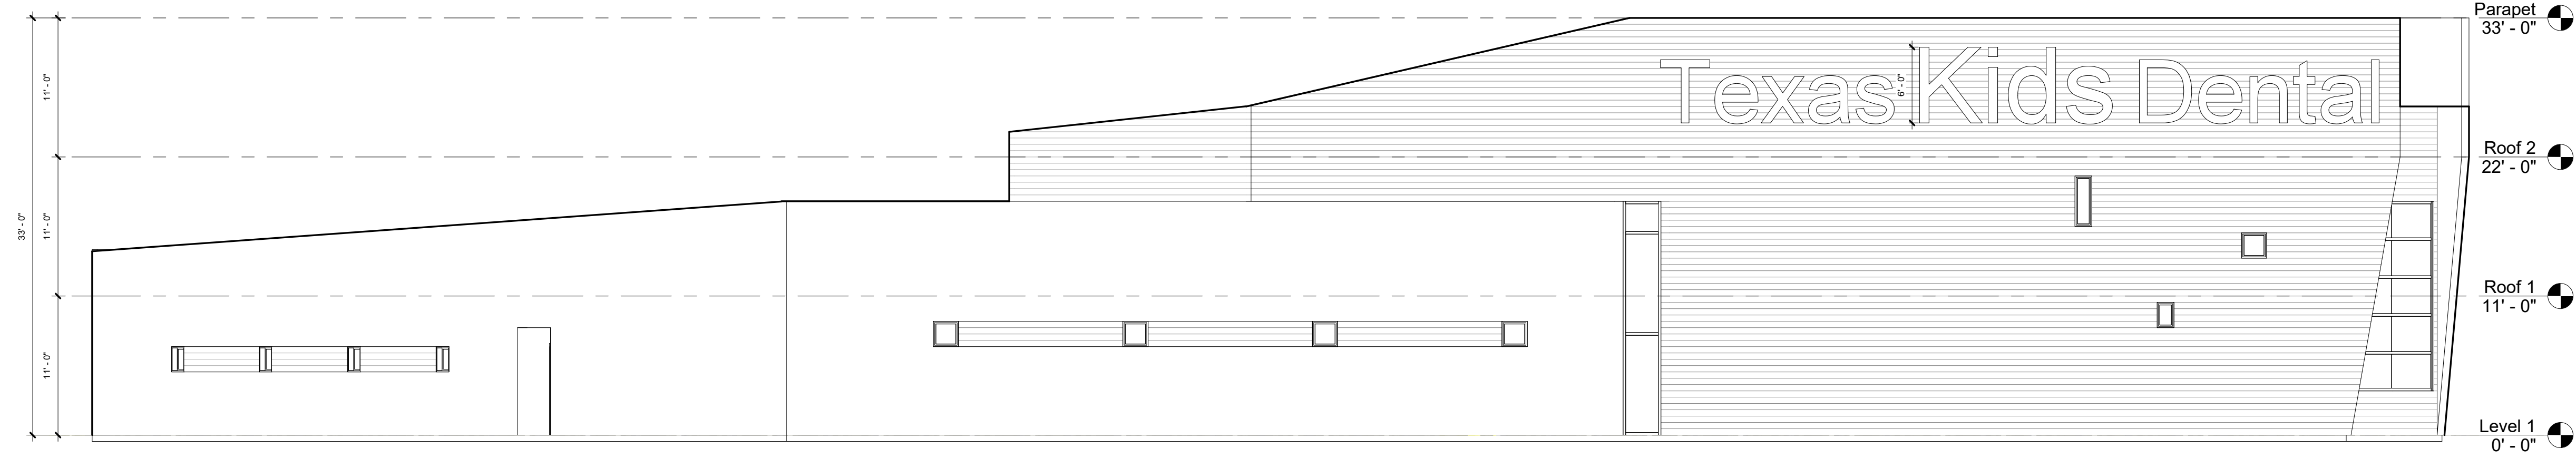 Parapet
33' - 0"
Texas Kids Dental
6' - 0"
11' - 0"
Roof 2
22' - 0"
33' - 0"
11' - 0"
Roof 1
11' - 0"
11' - 0"
Level 1
0' - 0"